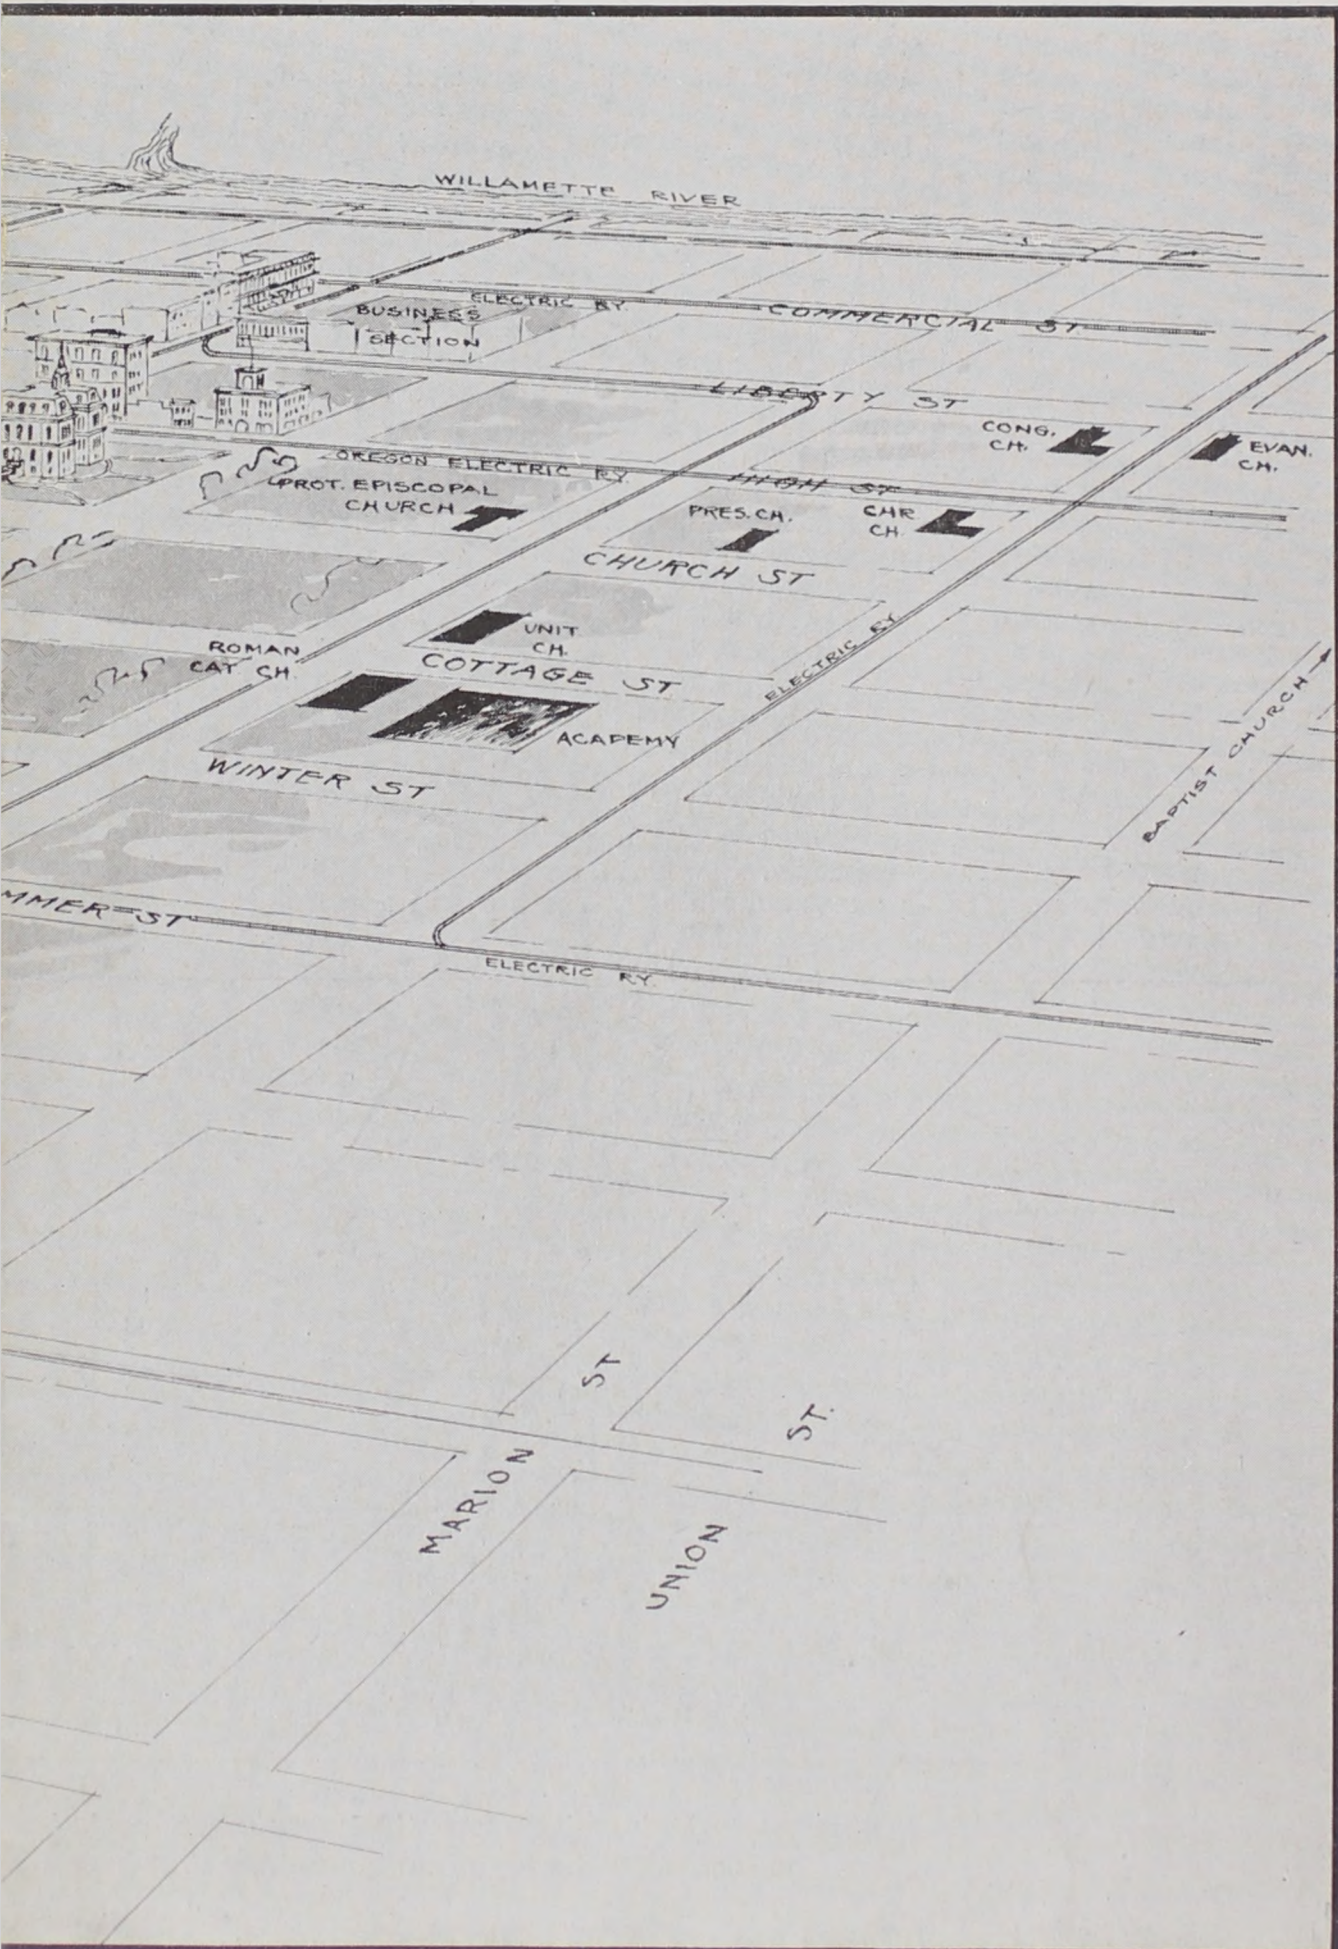 WILLAMETTE RIVER
ELECTRIC RY.
BUSINESS
SECTION
COMMERCIAL ST
LIBERTY ST
CONG.
CH.
EVAN.
CH.
OREGON ELECTRIC RY.
HIGH ST
PROT. EPISCOPAL
CHURCH
PRES. CH.
CHR
CH.
CHURCH ST
UNIT
CH.
ELECTRIC RY
ROMAN
CAT CH.
COTTAGE ST
BAPTIST CHURCH
ACADEMY
WINTER ST
MMER ST
ELECTRIC RY.
MARION ST
UNION ST.